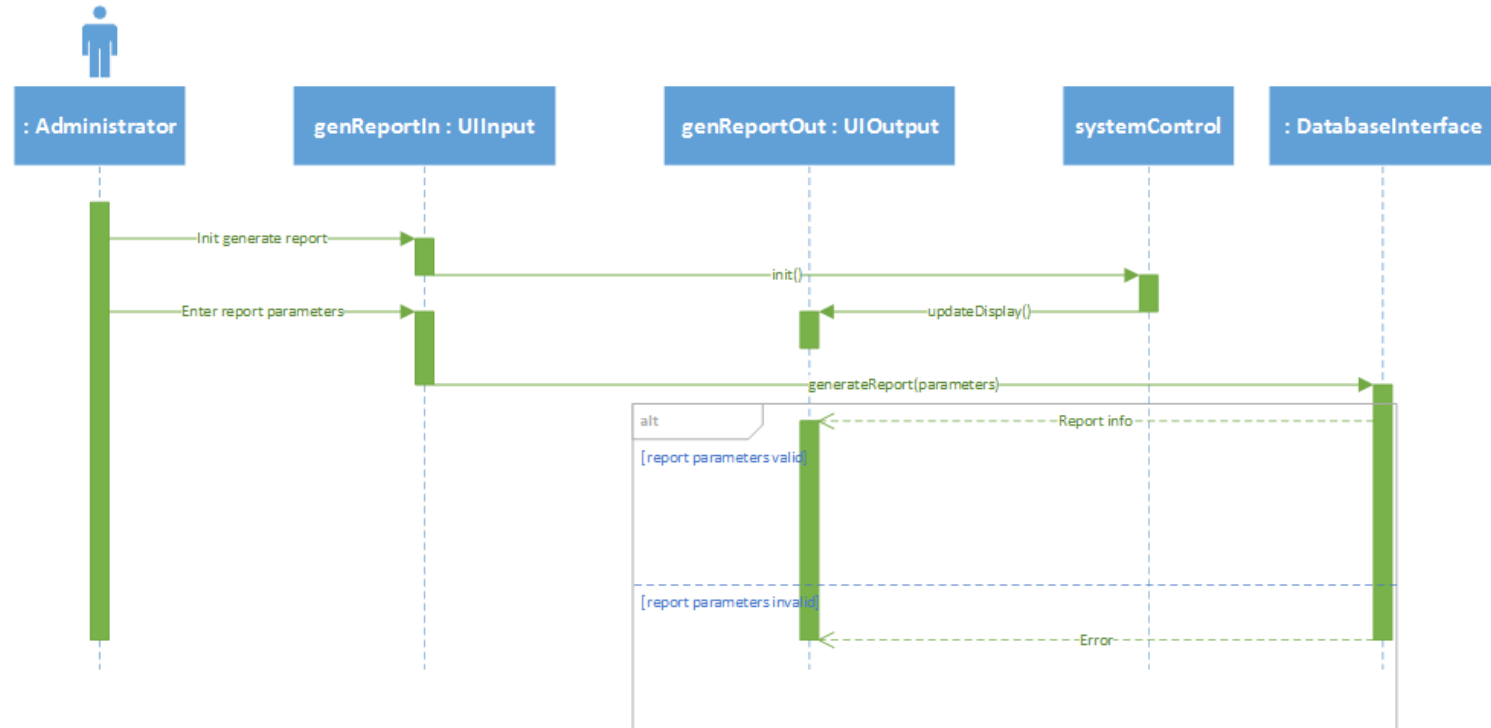 : Administrator
genReportIn : UIInput
genReportOut : UIOutput
systemControl
: DatabaseInterface
Init generate report
init()
Enter report parameters
updateDisplay()
generateReport(parameters)
alt
Report info
[report parameters valid]
[report parameters invalid]
Error